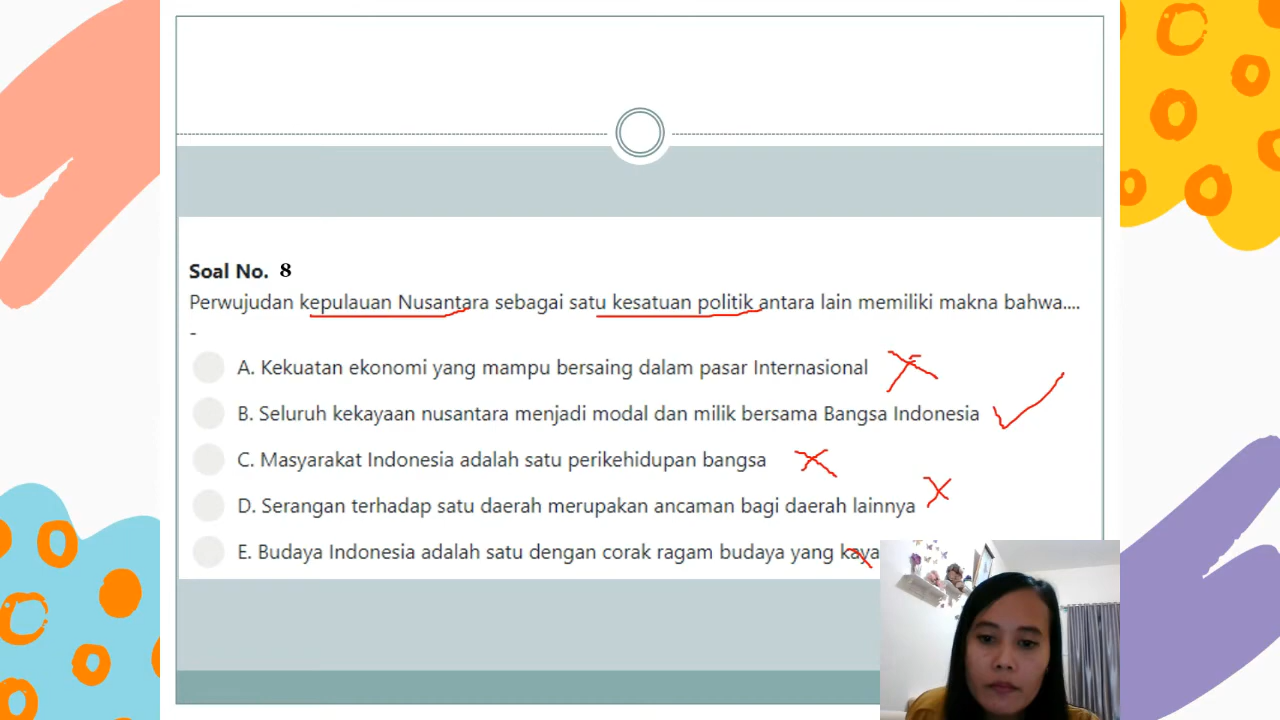 Soal No. 8
Perwujudan kepulauan Nusantara sebagai satu kesatuan politik antara lain memiliki makna bahwa....
-
A. Kekuatan ekonomi yang mampu bersaing dalam pasar Internasional
B. Seluruh kekayaan nusantara menjadi modal dan milik bersama Bangsa Indonesia
C. Masyarakat Indonesia adalah satu perikehidupan bangsa
D. Serangan terhadap satu daerah merupakan ancaman bagi daerah lainnya
E. Budaya Indonesia adalah satu dengan corak ragam budaya yang kaya